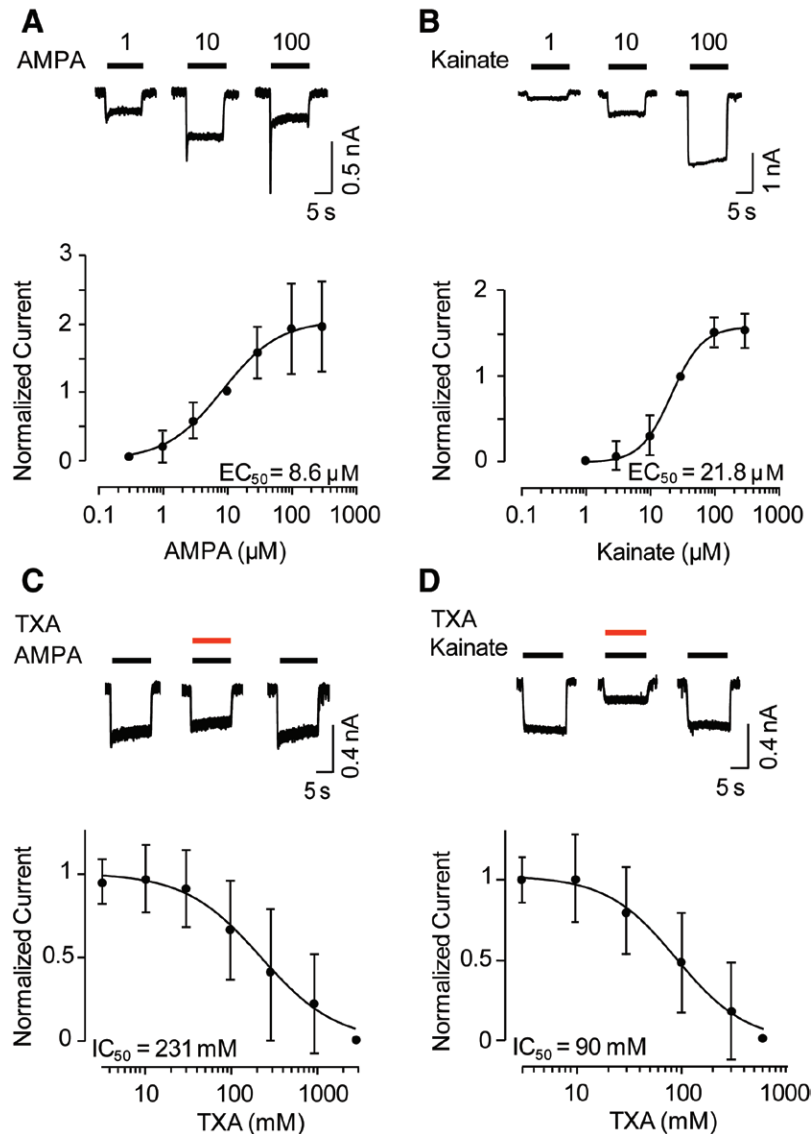 A
1 10 100
AMPA
0.5 nA
5 s
3
2
1
0
Normalized Current
EC50 = 8.6 µM
0.1 1 10 100 1000
AMPA (µM)
B
1 10 100
Kainate
1 nA
5 s
2
1
0
Normalized Current
EC50 = 21.8 µM
0.1 1 10 100 1000
Kainate (µM)
C
TXA
AMPA
0.4 nA
5 s
1
0.5
0
Normalized Current
IC50 = 231 mM
10 100 1000
TXA (mM)
D
TXA
Kainate
0.4 nA
5 s
1
0.5
0
Normalized Current
IC50 = 90 mM
10 100 1000
TXA (mM)